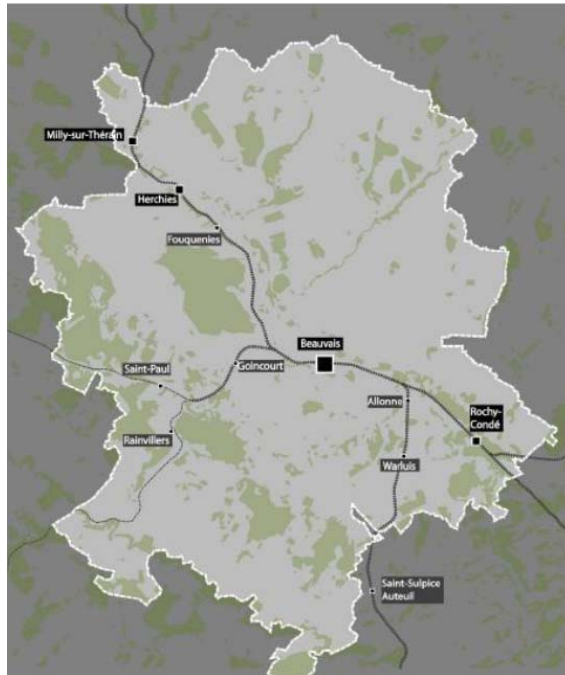 Milly-sur-Thérain
Herchies
Fouquenies
Beauvais
Saint-Paul
Goincourt
Allonne
Rochy-
Condé
Rainvillers
Warluis
Saint-Sulpice
Auteuil